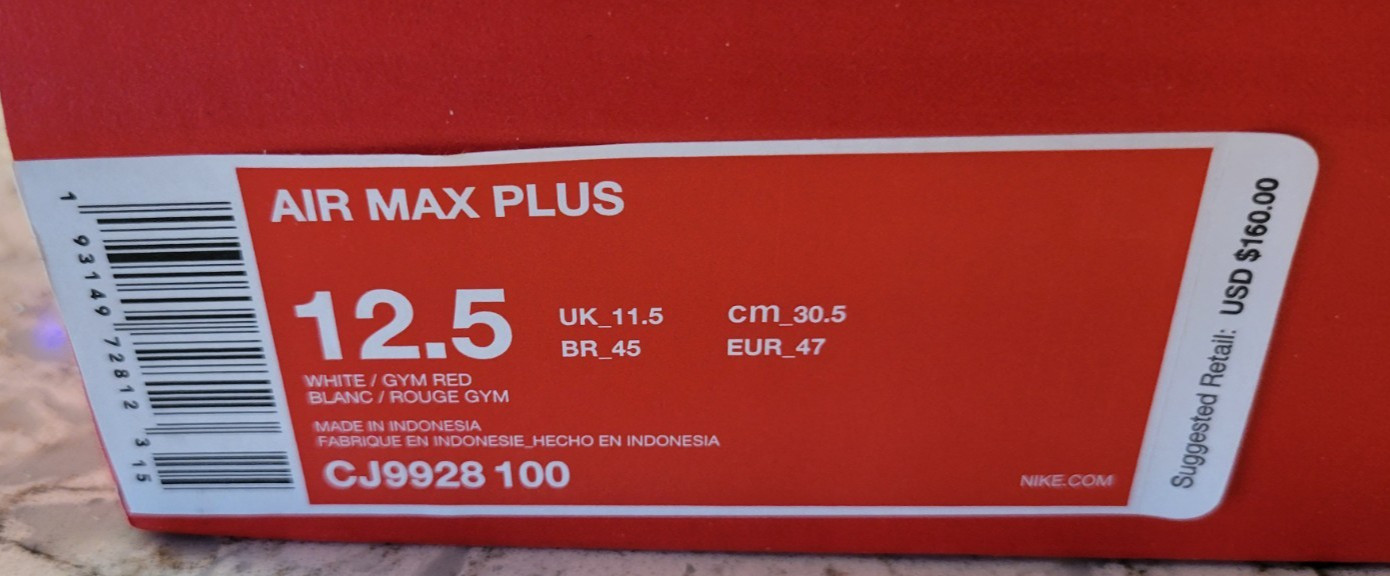 AIR MAX PLUS
12.5
UK_11.5 cm_30.5
BR_45 EUR_47
WHITE / GYM RED
BLANC / ROUGE GYM
MADE IN INDONESIA
FABRIQUE EN INDONESIE_HECHO EN INDONESIA
CJ9928 100
NIKE.COM
1 93149 72812 3 15
Suggested Retail: USD $160.00